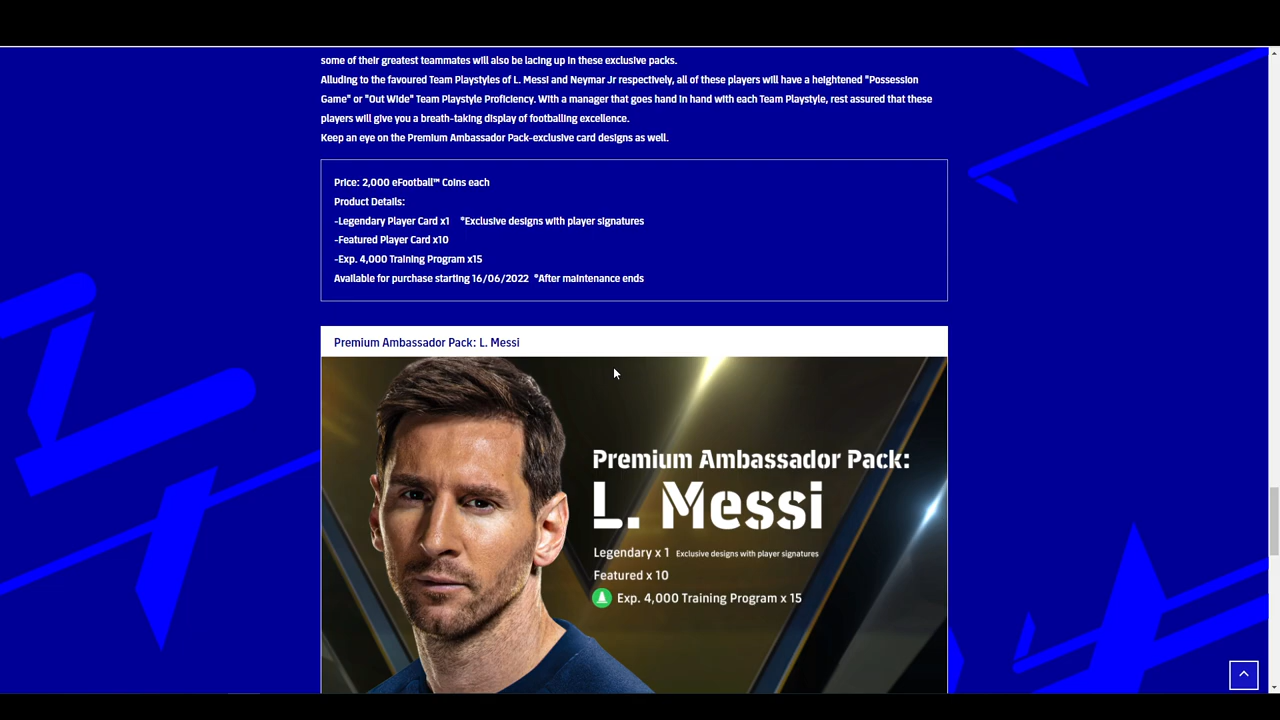 some of their greatest teammates will also be lacing up in these exclusive packs.
Alluding to the favoured Team Playstyles of L. Messi and Neymar Jr respectively, all of these players will have a heightened "Possession
Game" or "Out Wide" Team Playstyle Proficiency. With a manager that goes hand in hand with each Team Playstyle, rest assured that these
players will give you a breath-taking display of footballing excellence.
Keep an eye on the Premium Ambassador Pack-exclusive card designs as well.
Price: 2,000 eFootball™ Coins each
Product Details:
-Legendary Player Card x1 *Exclusive designs with player signatures
-Featured Player Card x10
-Exp. 4,000 Training Program x15
Available for purchase starting 16/06/2022 *After maintenance ends
Premium Ambassador Pack: L. Messi
Premium Ambassador Pack:
L. Messi
Legendary x 1 Exclusive designs with player signatures
Featured x 10
Exp. 4,000 Training Program x 15